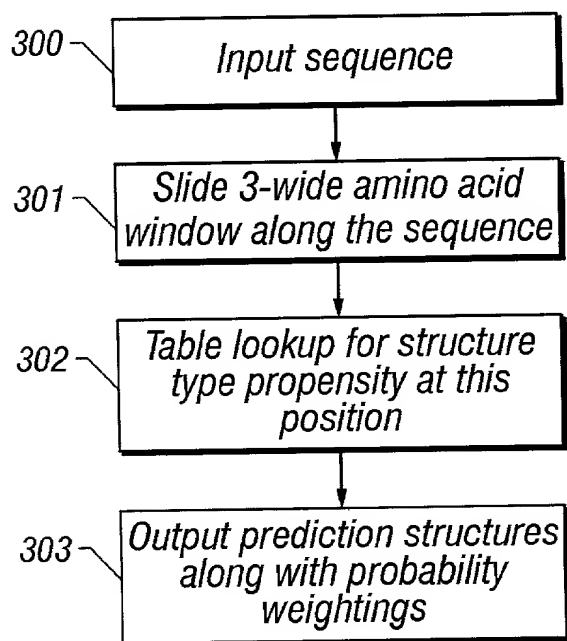 300
Input sequence
301
Slide 3-wide amino acid
window along the sequence
302
Table lookup for structure
type propensity at this
position
303
Output prediction structures
along with probability
weightings